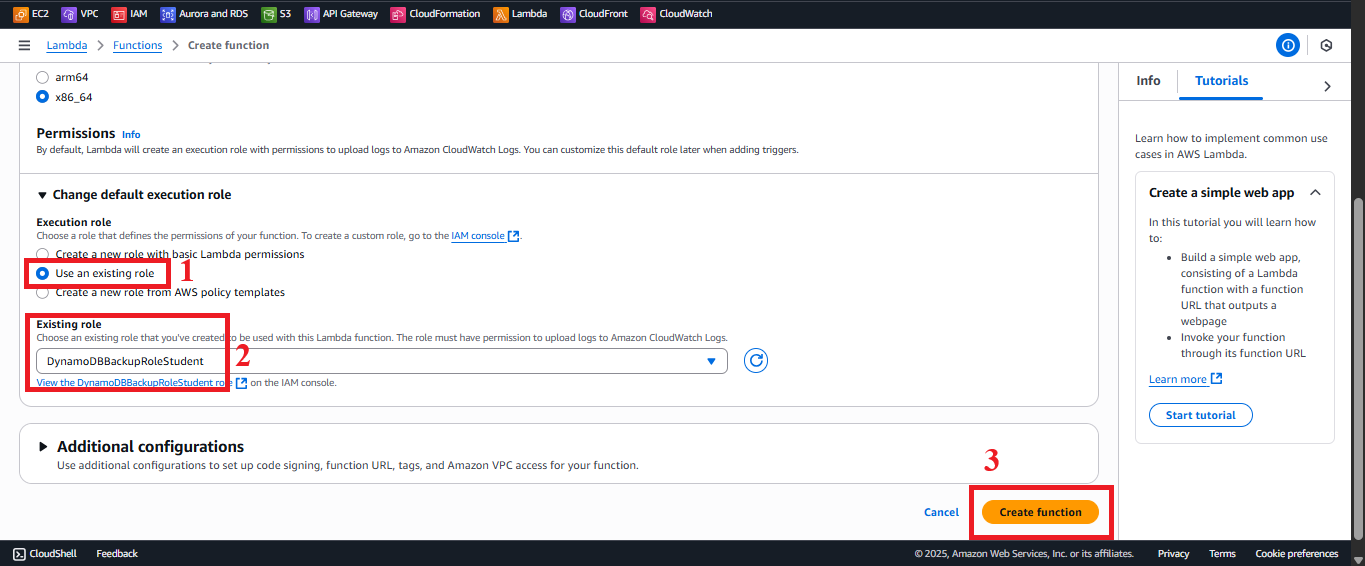 EC2 VPC IAM Aurora and RDS S3 API Gateway CloudFormation Lambda CloudFront CloudWatch
Lambda > Functions > Create function
arm64
x86_64
Permissions Info
By default, Lambda will create an execution role with permissions to upload logs to Amazon CloudWatch Logs. You can customize this default role later when adding triggers.
Change default execution role
Execution role
Choose a role that defines the permissions of your function. To create a custom role, go to the IAM console.
Create a new role with basic Lambda permissions
Use an existing role
1
Create a new role from AWS policy templates
Existing role
Choose an existing role that you've created to be used with this Lambda function. The role must have permission to upload logs to Amazon CloudWatch Logs.
2
DynamoDBBackupRoleStudent
View the DynamoDBBackupRoleStudent role on the IAM console.
Additional configurations
Use additional configurations to set up code signing, function URL, tags, and Amazon VPC access for your function.
3
Cancel Create function
Info Tutorials
Learn how to implement common use
cases in AWS Lambda.
Create a simple web app
In this tutorial you will learn how
to:
• Build a simple web app,
consisting of a Lambda
function with a function
URL that outputs a
webpage
• Invoke your function
through its function URL
Learn more
Start tutorial
CloudShell Feedback © 2025, Amazon Web Services, Inc. or its affiliates. Privacy Terms Cookie preferences